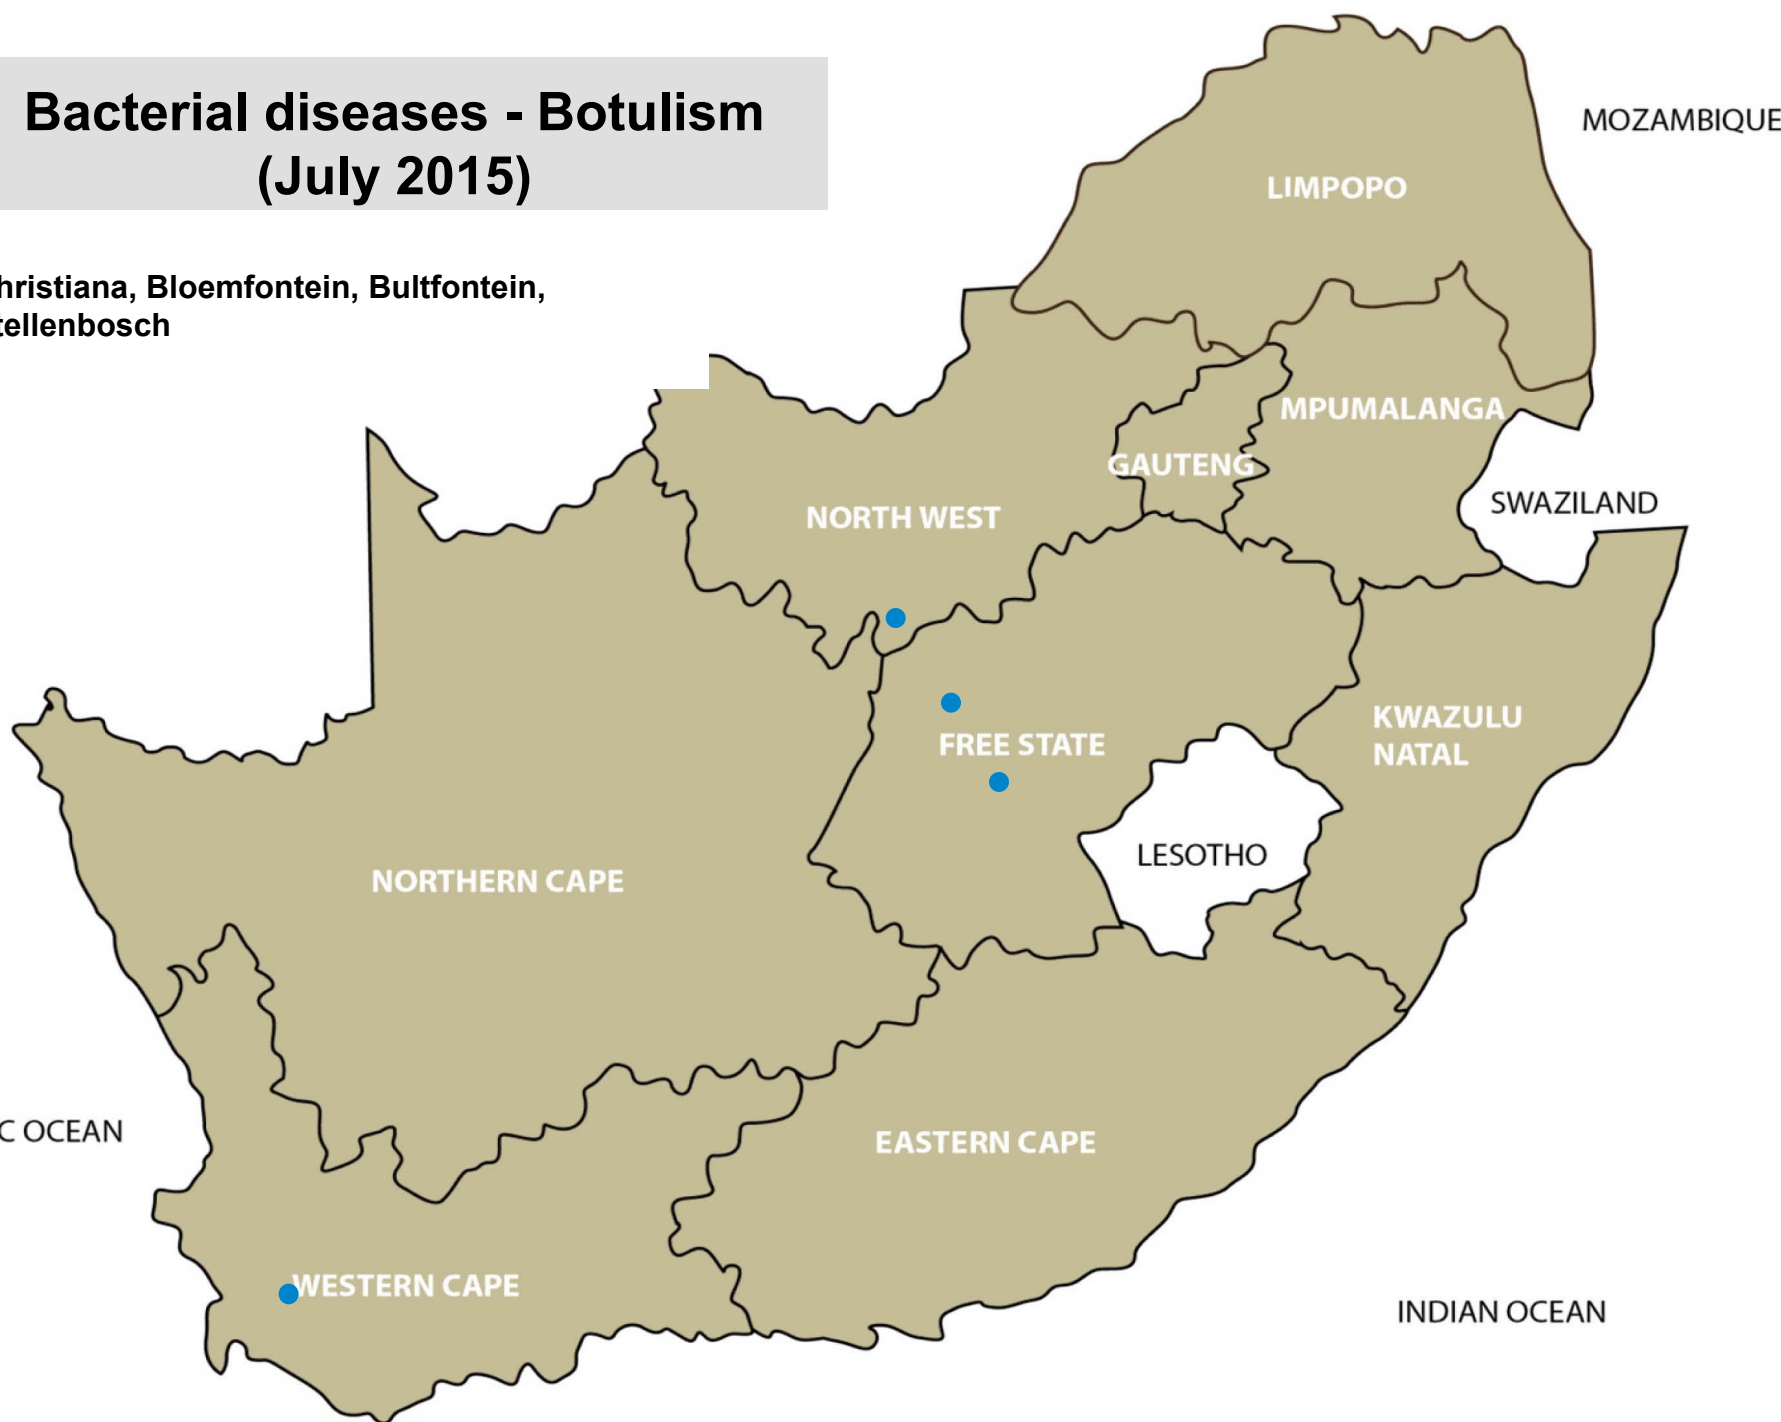 Bacterial diseases - Botulism
(July 2015)
hristiana, Bloemfontein, Bultfontein,
tellenbosch
MOZAMBIQUE
LIMPOPO
MPUMALANGA
GAUTENG
SWAZILAND
NORTH WEST
KWAZULU
NATAL
FREE STATE
LESOTHO
NORTHERN CAPE
C OCEAN
EASTERN CAPE
WESTERN CAPE
INDIAN OCEAN